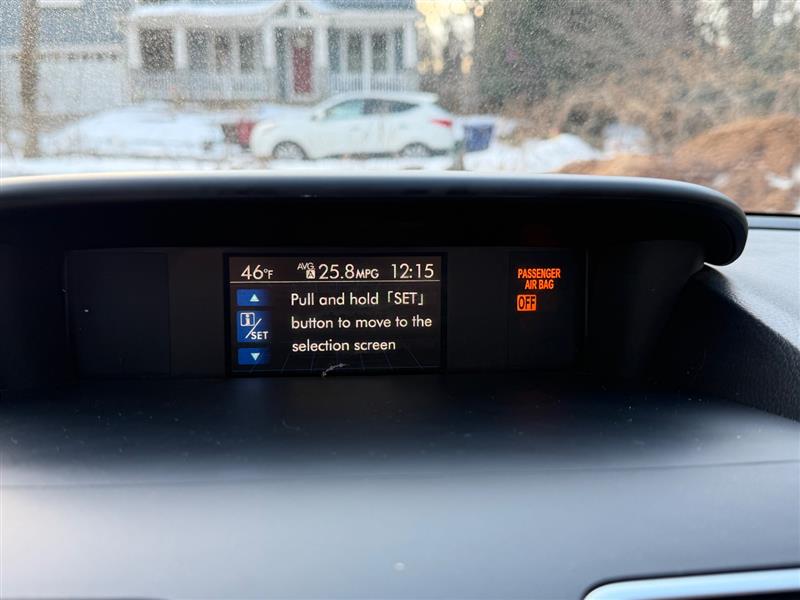 46°F AVG A 25.8MPG 12:15
Pull and hold「SET」
button to move to the
selection screen
i/SET
PASSENGER
AIR BAG
OFF